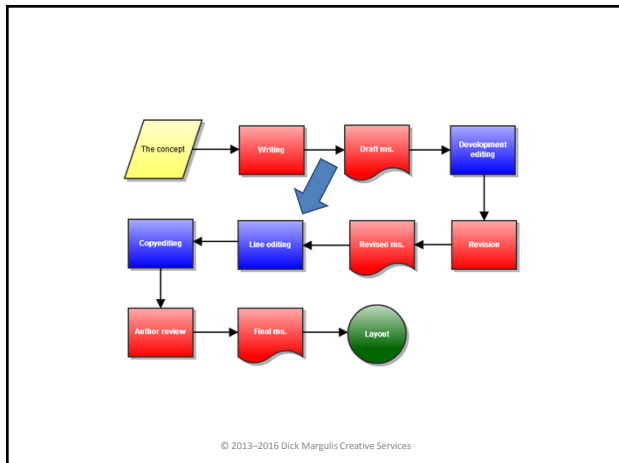 The concept
Writing
Draft ms.
Development
editing
Copyediting
Line editing
Revised ms.
Revision
Author review
Final ms.
Layout
© 2013–2016 Dick Margulis Creative Services